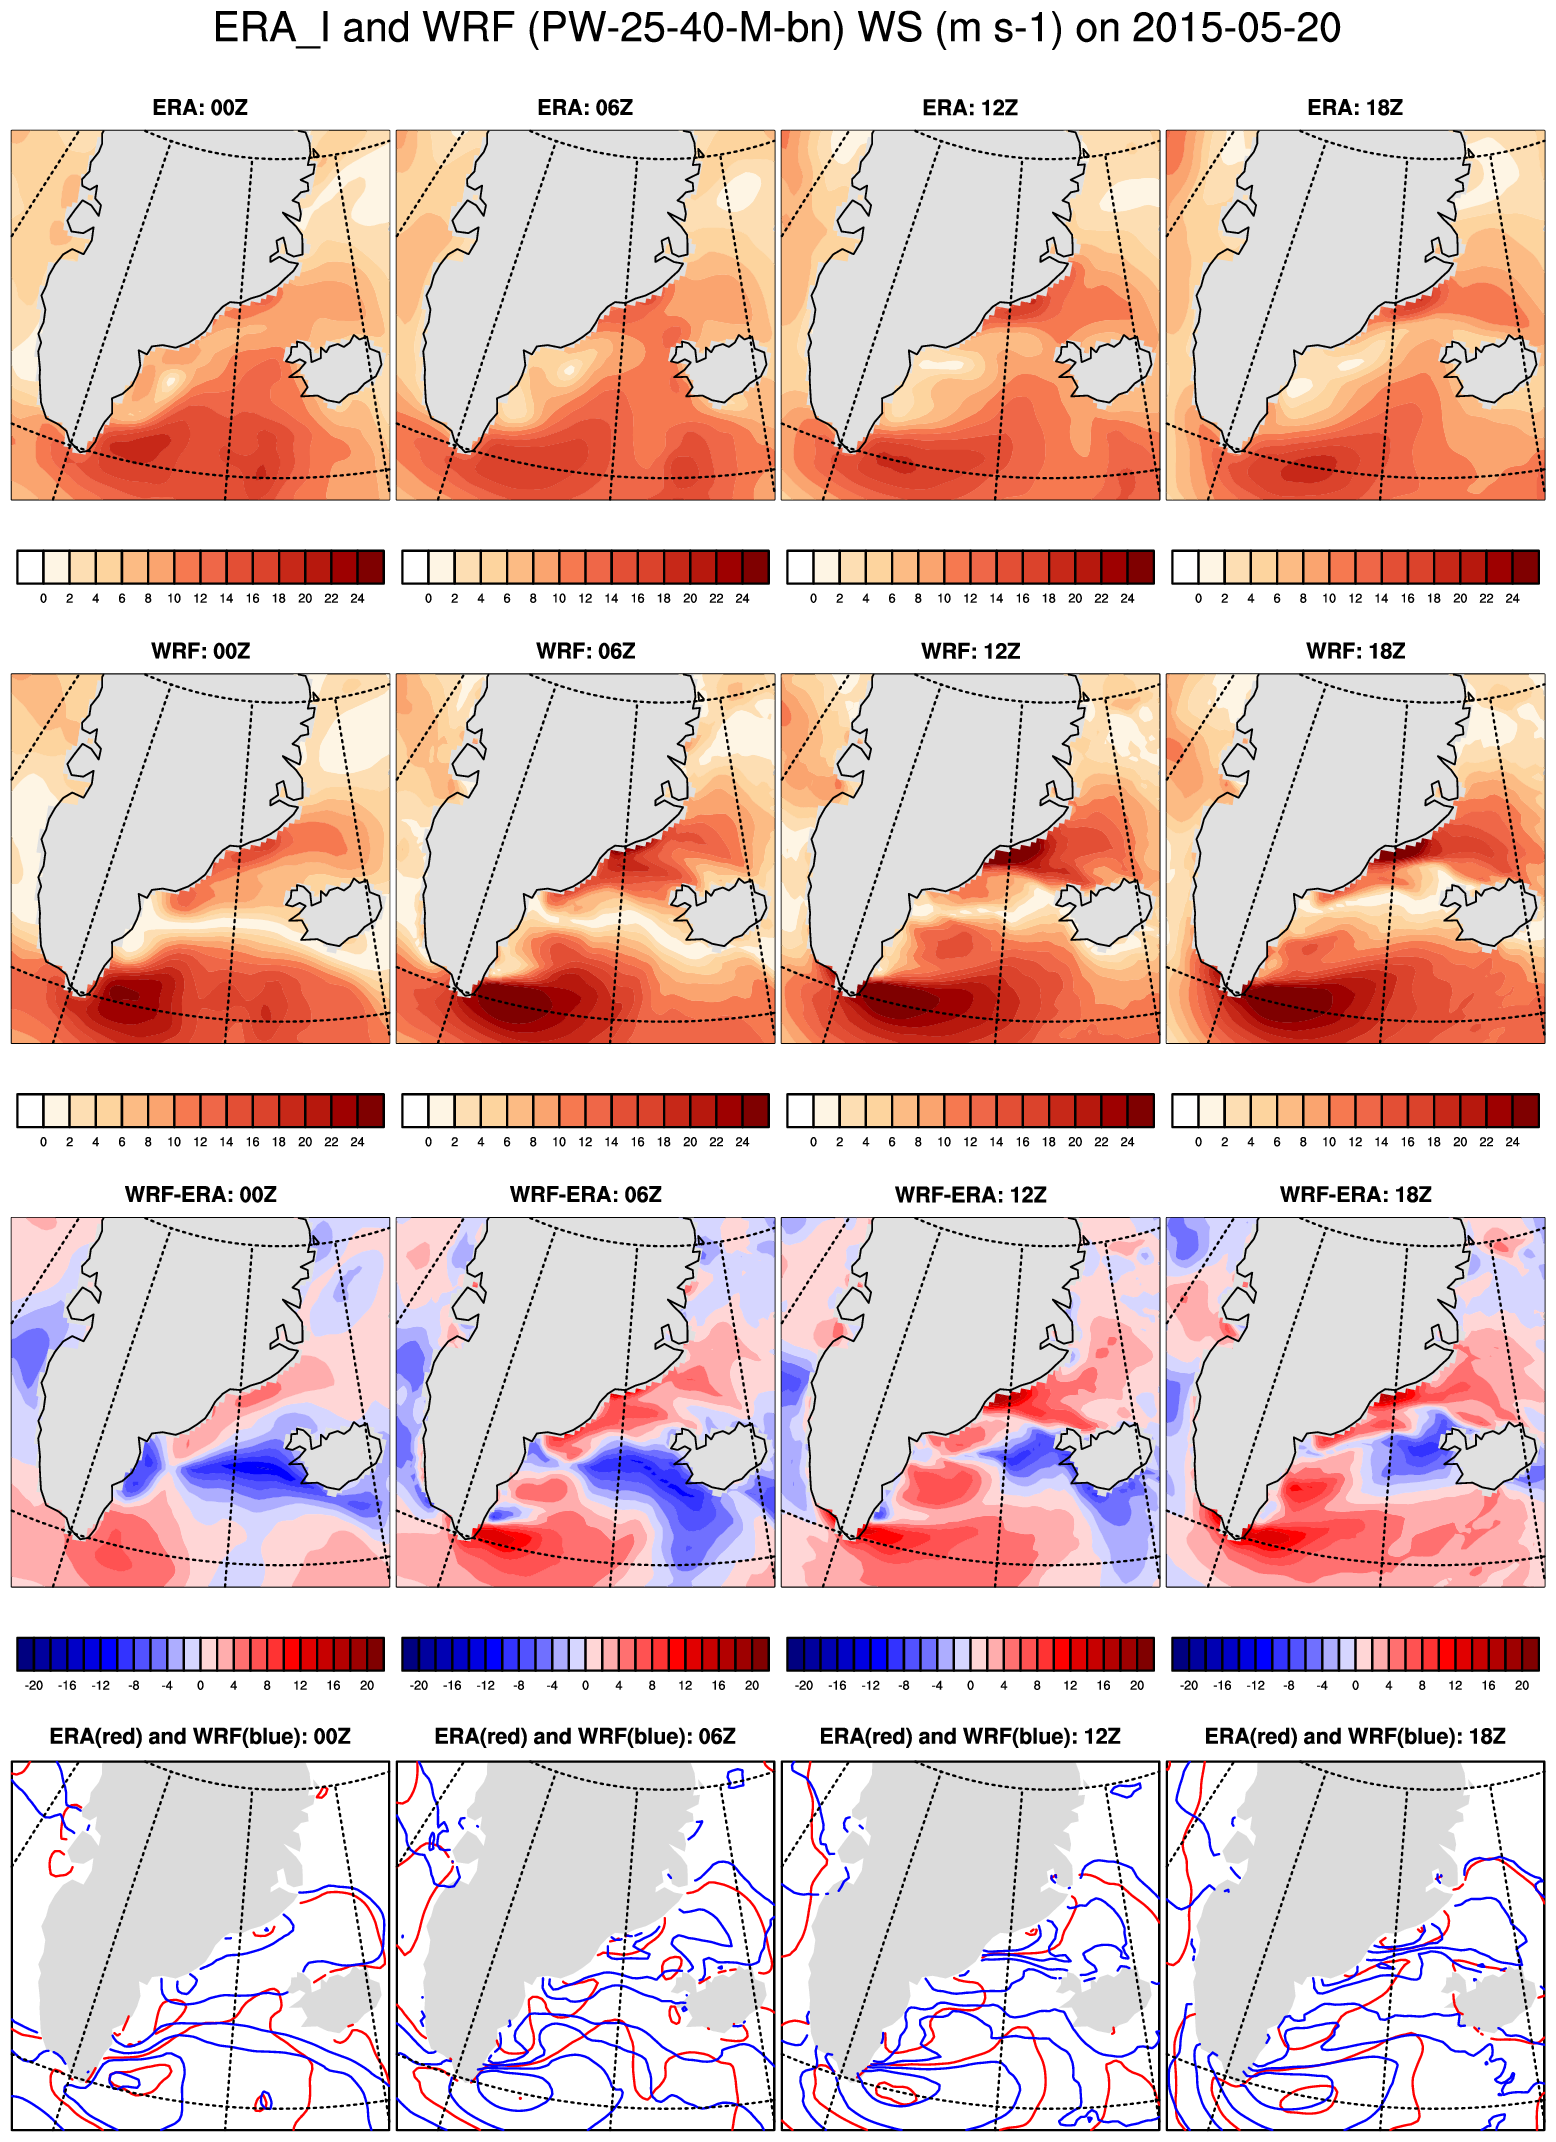 ERA_I and WRF (PW-25-40-M-bn) WS (m s-1) on 2015-05-20
ERA: 00Z ERA: 06Z ERA: 12Z ERA: 18Z
0 2 4 6 8 10 12 14 16 18 20 22 24 0 2 4 6 8 10 12 14 16 18 20 22 24 0 2 4 6 8 10 12 14 16 18 20 22 24 0 2 4 6 8 10 12 14 16 18 20 22 24
WRF: 00Z WRF: 06Z WRF: 12Z WRF: 18Z
0 2 4 6 8 10 12 14 16 18 20 22 24 0 2 4 6 8 10 12 14 16 18 20 22 24 0 2 4 6 8 10 12 14 16 18 20 22 24 0 2 4 6 8 10 12 14 16 18 20 22 24
WRF-ERA: 00Z WRF-ERA: 06Z WRF-ERA: 12Z WRF-ERA: 18Z
-20 -16 -12 -8 -4 0 4 8 12 16 20 -20 -16 -12 -8 -4 0 4 8 12 16 20 -20 -16 -12 -8 -4 0 4 8 12 16 20 -20 -16 -12 -8 -4 0 4 8 12 16 20
ERA(red) and WRF(blue): 00Z ERA(red) and WRF(blue): 06Z ERA(red) and WRF(blue): 12Z ERA(red) and WRF(blue): 18Z